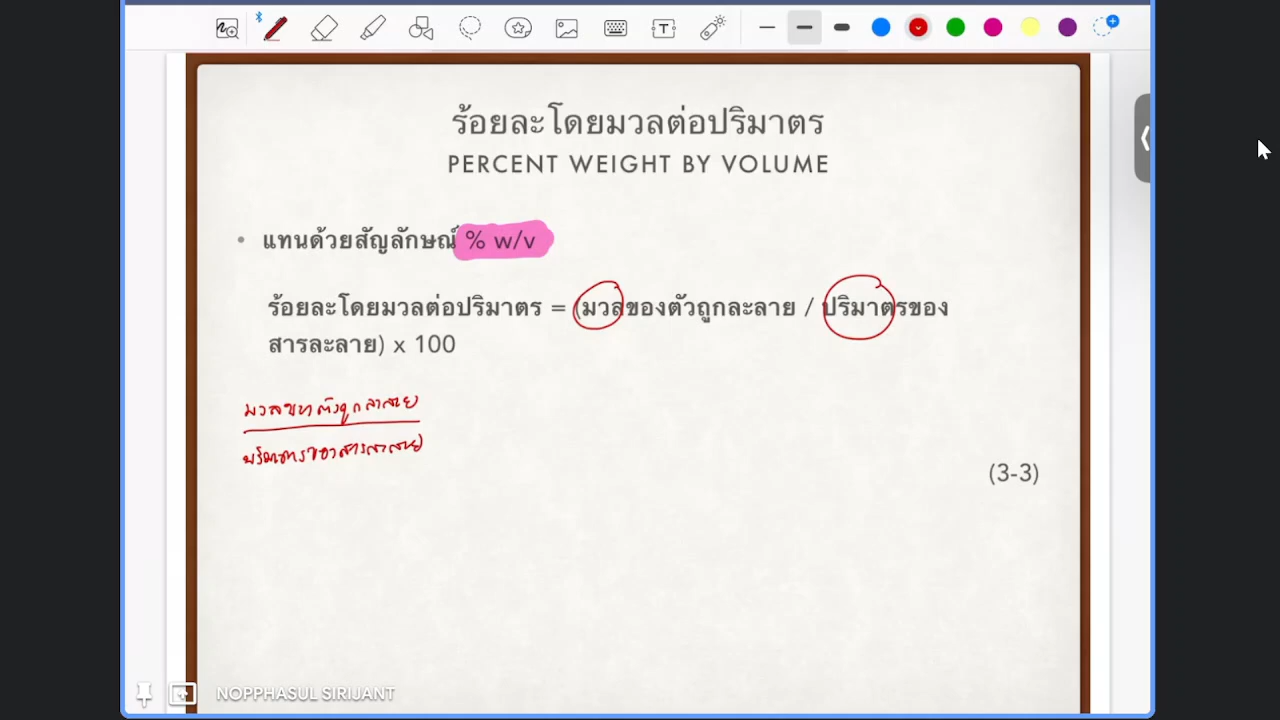 ร้อยละโดยมวลต่อปริมาตร
PERCENT WEIGHT BY VOLUME
• แทนด้วยสัญลักษณ์ % w/v
ร้อยละโดยมวลต่อปริมาตร = (มวลของตัวถูกละลาย / ปริมาตรของ
สารละลาย) x 100
มวลของตัวถูกละลาย
ปริมาตรของสารละลาย
(3-3)
NOPPHASUL SIRIJANT